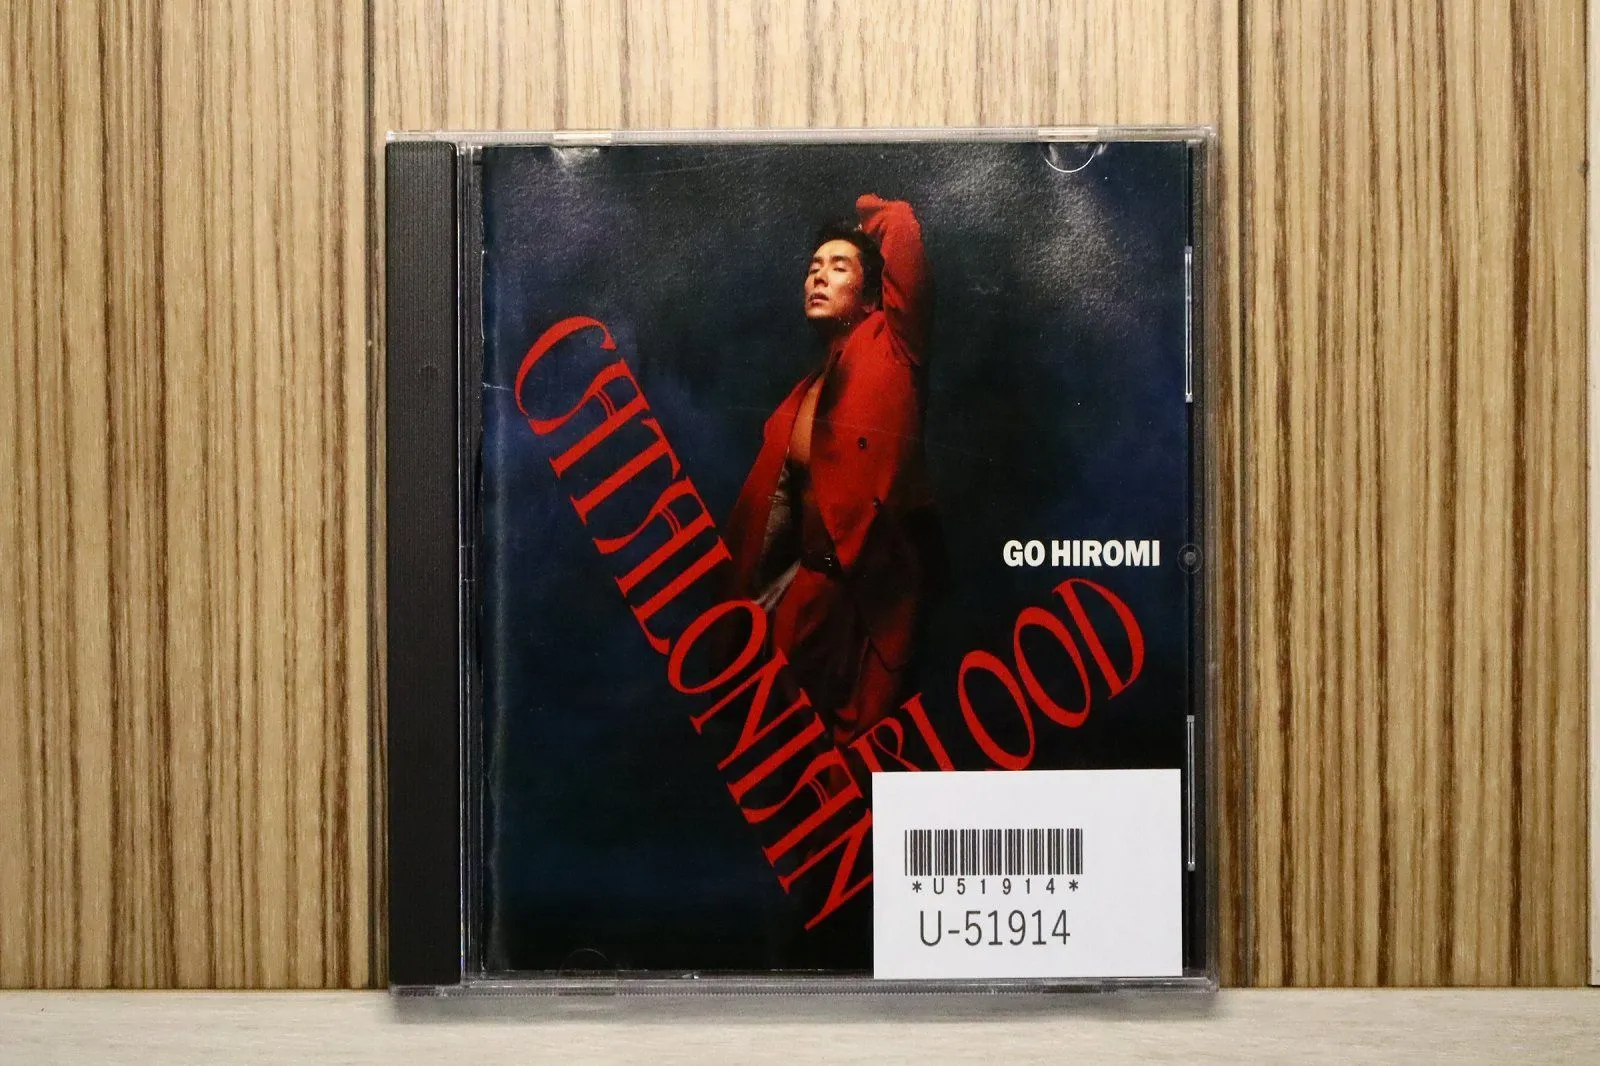 CATALONIAN
GO HIROMI
BLOOD
*U51914*
U-51914